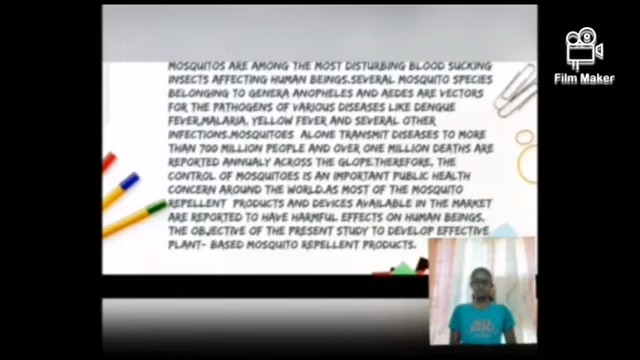 MOSQUITOS ARE AMONG THE MOST DISTURBING BLOOD SUCKING
INSECTS AFFECTING HUMAN BEINGS.SEVERAL MOSQUITO SPECIES
BELONGING TO GENERA ANOPHELES AND AEDES ARE VECTORS
FOR THE PATHOGENS OF VARIOUS DISEASES LIKE DENGUE
FEVER,MALARIA, YELLOW FEVER AND SEVERAL OTHER
INFECTIONS.MOSQUITOES ALONE TRANSMIT DISEASES TO MORE
THAN 700 MILLION PEOPLE AND OVER ONE MILLION DEATHS ARE
REPORTED ANNUALY ACROSS THE GLOPE.THEREFORE, THE
CONTROL OF MOSQUITOES IS AN IMPORTANT PUBLIC HEALTH
CONCERN AROUND THE WORLD.AS MOST OF THE MOSQUITO
REPELLENT PRODUCTS AND DEVICES AVAILABLE IN THE MARKET
ARE REPORTED TO HAVE HARMFUL EFFECTS ON HUMAN BEINGS,
THE OBJECTIVE OF THE PRESENT STUDY TO DEVELOP EFFECTIVE
PLANT- BASED MOSQUITO REPELLENT PRODUCTS.
Film Maker